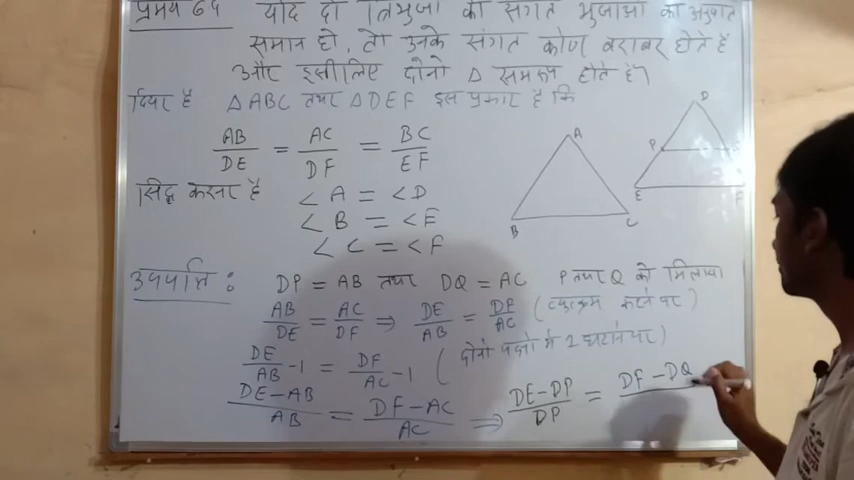 प्रमेय 6.4 यदि दो त्रिभुजों की संगत भुजाओं का अनुपात
समान हो, तो उनके संगत कोण बराबर होते हैं
और इसीलिए दोनों △ समरूप होते हैं।
दिया है △ABC तथा △DEF इस प्रकार है कि
AB/DE = AC/DF = BC/EF
सिद्ध करना है ∠A = ∠D
∠B = ∠E
∠C = ∠F
A
B
C
D
P
E
F
उपपत्ति : DP = AB तथा DQ = AC P तथा Q को मिलाया
AB/DE = AC/DF ⇒ DE/AB = DF/AC ( व्युत्क्रम करने पर )
DE/AB -1 = DF/AC -1 ( दोनों पक्षों में 1 घटाने पर )
DE-AB/AB = DF-AC/AC ⇒ DE-DP/DP = DF-DQ